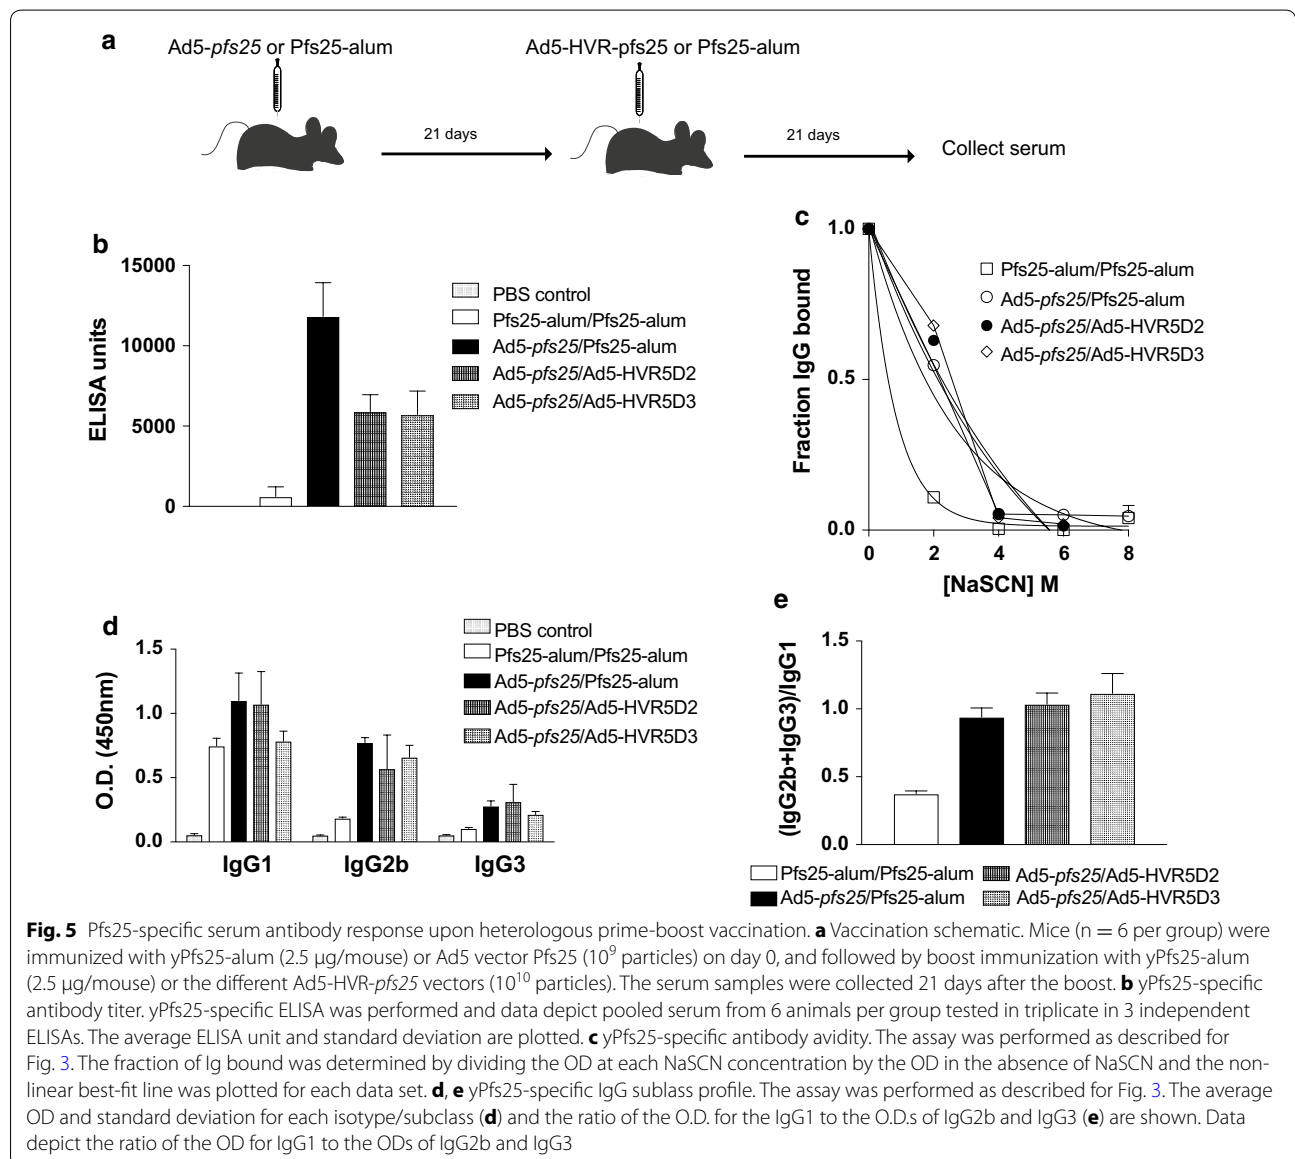 a
Ad5-pfs25 or Pfs25-alum
Ad5-HVR-pfs25 or Pfs25-alum
21 days
21 days
Collect serum
b
15000
10000
5000
0
ELISA units
PBS control
Pfs25-alum/Pfs25-alum
Ad5-pfs25/Pfs25-alum
Ad5-pfs25/Ad5-HVR5D2
Ad5-pfs25/Ad5-HVR5D3
c
1.0
0.5
0.0
Fraction IgG bound
0 2 4 6 8
[NaSCN] M
Pfs25-alum/Pfs25-alum
Ad5-pfs25/Pfs25-alum
Ad5-pfs25/Ad5-HVR5D2
Ad5-pfs25/Ad5-HVR5D3
d
1.5
1.0
0.5
0.0
O.D. (450nm)
IgG1 IgG2b IgG3
PBS control
Pfs25-alum/Pfs25-alum
Ad5-pfs25/Pfs25-alum
Ad5-pfs25/Ad5-HVR5D2
Ad5-pfs25/Ad5-HVR5D3
e
1.5
1.0
0.5
0.0
(IgG2b+IgG3)/IgG1
Pfs25-alum/Pfs25-alum
Ad5-pfs25/Ad5-HVR5D2
Ad5-pfs25/Pfs25-alum
Ad5-pfs25/Ad5-HVR5D3
Fig. 5 Pfs25-specific serum antibody response upon heterologous prime-boost vaccination. a Vaccination schematic. Mice (n = 6 per group) were
immunized with yPfs25-alum (2.5 µg/mouse) or Ad5 vector Pfs25 (10⁹ particles) on day 0, and followed by boost immunization with yPfs25-alum
(2.5 µg/mouse) or the different Ad5-HVR-pfs25 vectors (10¹⁰ particles). The serum samples were collected 21 days after the boost. b yPfs25-specific
antibody titer. yPfs25-specific ELISA was performed and data depict pooled serum from 6 animals per group tested in triplicate in 3 independent
ELISAs. The average ELISA unit and standard deviation are plotted. c yPfs25-specific antibody avidity. The assay was performed as described for
Fig. 3. The fraction of Ig bound was determined by dividing the OD at each NaSCN concentration by the OD in the absence of NaSCN and the non-
linear best-fit line was plotted for each data set. d, e yPfs25-specific IgG sublass profile. The assay was performed as described for Fig. 3. The average
OD and standard deviation for each isotype/subclass (d) and the ratio of the O.D. for the IgG1 to the O.D.s of IgG2b and IgG3 (e) are shown. Data
depict the ratio of the OD for IgG1 to the ODs of IgG2b and IgG3